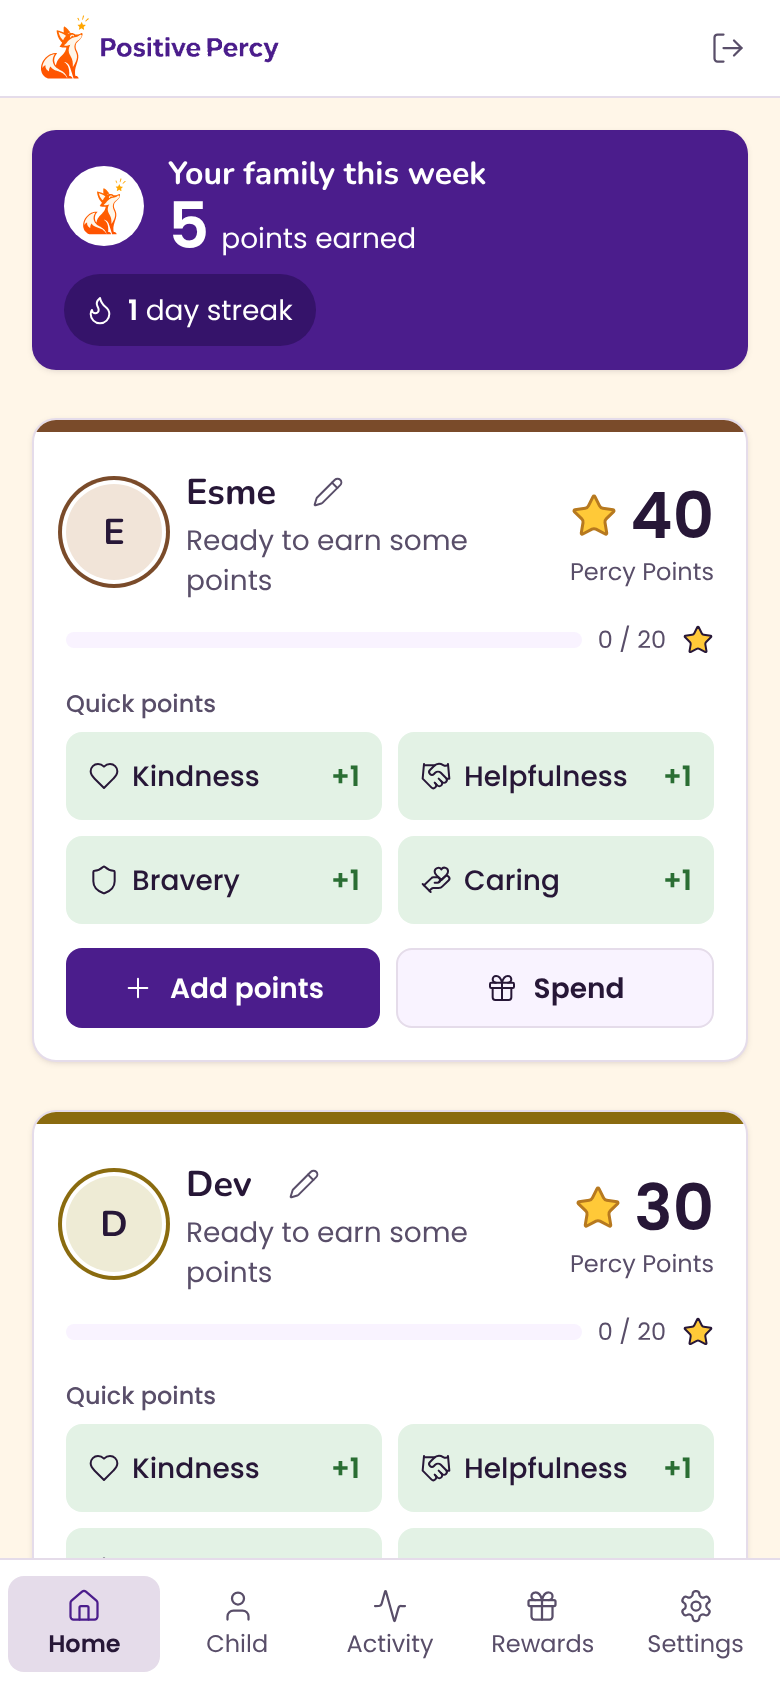 Positive Percy
Your family this week
5 points earned
1 day streak
E
Esme
Ready to earn some
points
40
Percy Points
0 / 20
Quick points
Kindness +1
Helpfulness +1
Bravery +1
Caring +1
Add points
Spend
D
Dev
Ready to earn some
points
30
Percy Points
0 / 20
Quick points
Kindness +1
Helpfulness +1
Home
Child
Activity
Rewards
Settings